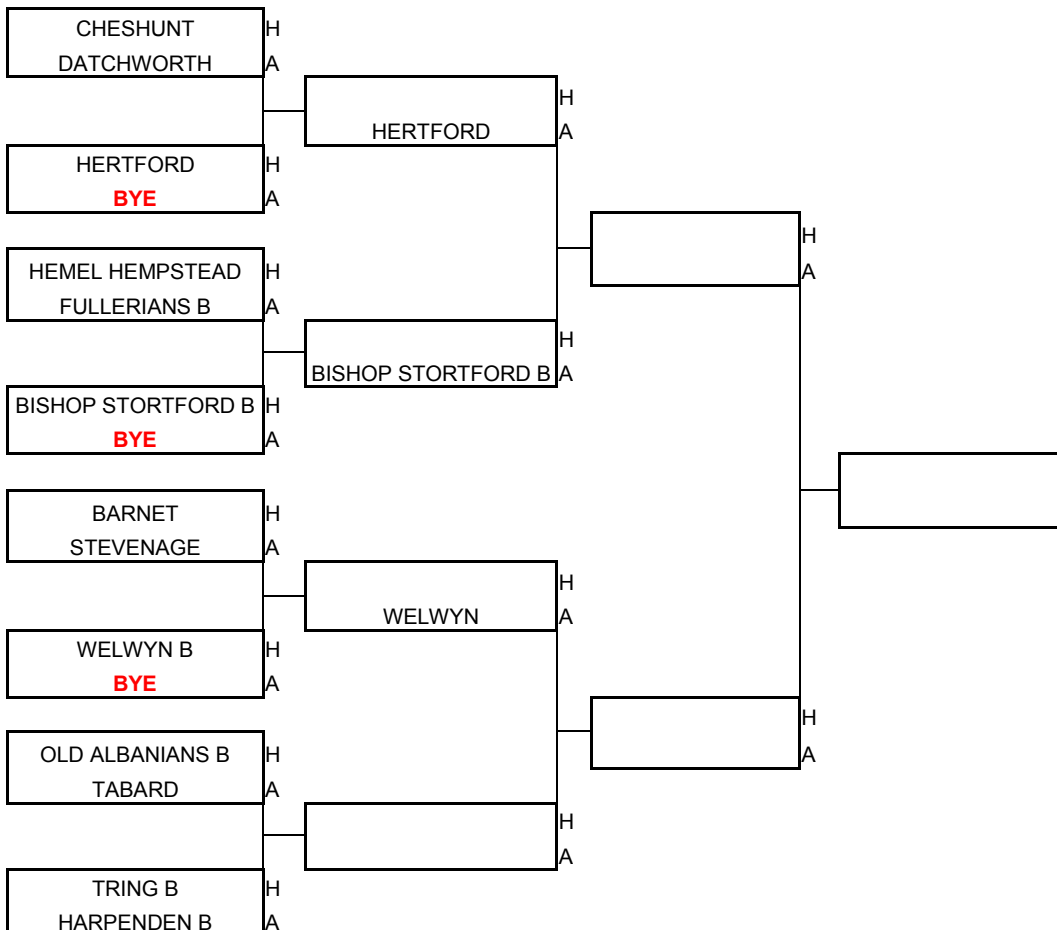 CHESHUNT H
DATCHWORTH A
HERTFORD H
BYE A
HEMEL HEMPSTEAD H
FULLERIANS B A
BISHOP STORTFORD B H
BYE A
BARNET H
STEVENAGE A
WELWYN B H
BYE A
OLD ALBANIANS B H
TABARD A
TRING B H
HARPENDEN B A
H
HERTFORD A
H
BISHOP STORTFORD B A
H
WELWYN A
H
A
H
A
H
A